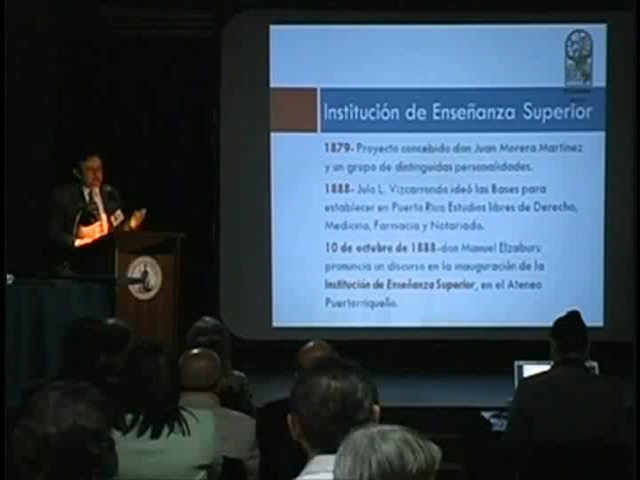 Institución de Enseñanza Superior
1879- Proyecto concebido don Juan Morera Martínez
y un grupo de distinguidas personalidades.
1888- Julo L. Vizcarrondo ideó las Bases para
establecer en Puerto Rico Estudios libres de Derecho,
Medicina, Farmacia y Notariado.
10 de octubre de 1888-don Manuel Elzaburu
pronuncia un discurso en la inauguración de la
Institución de Enseñanza Superior, en el Ateneo
Puertorriqueño.